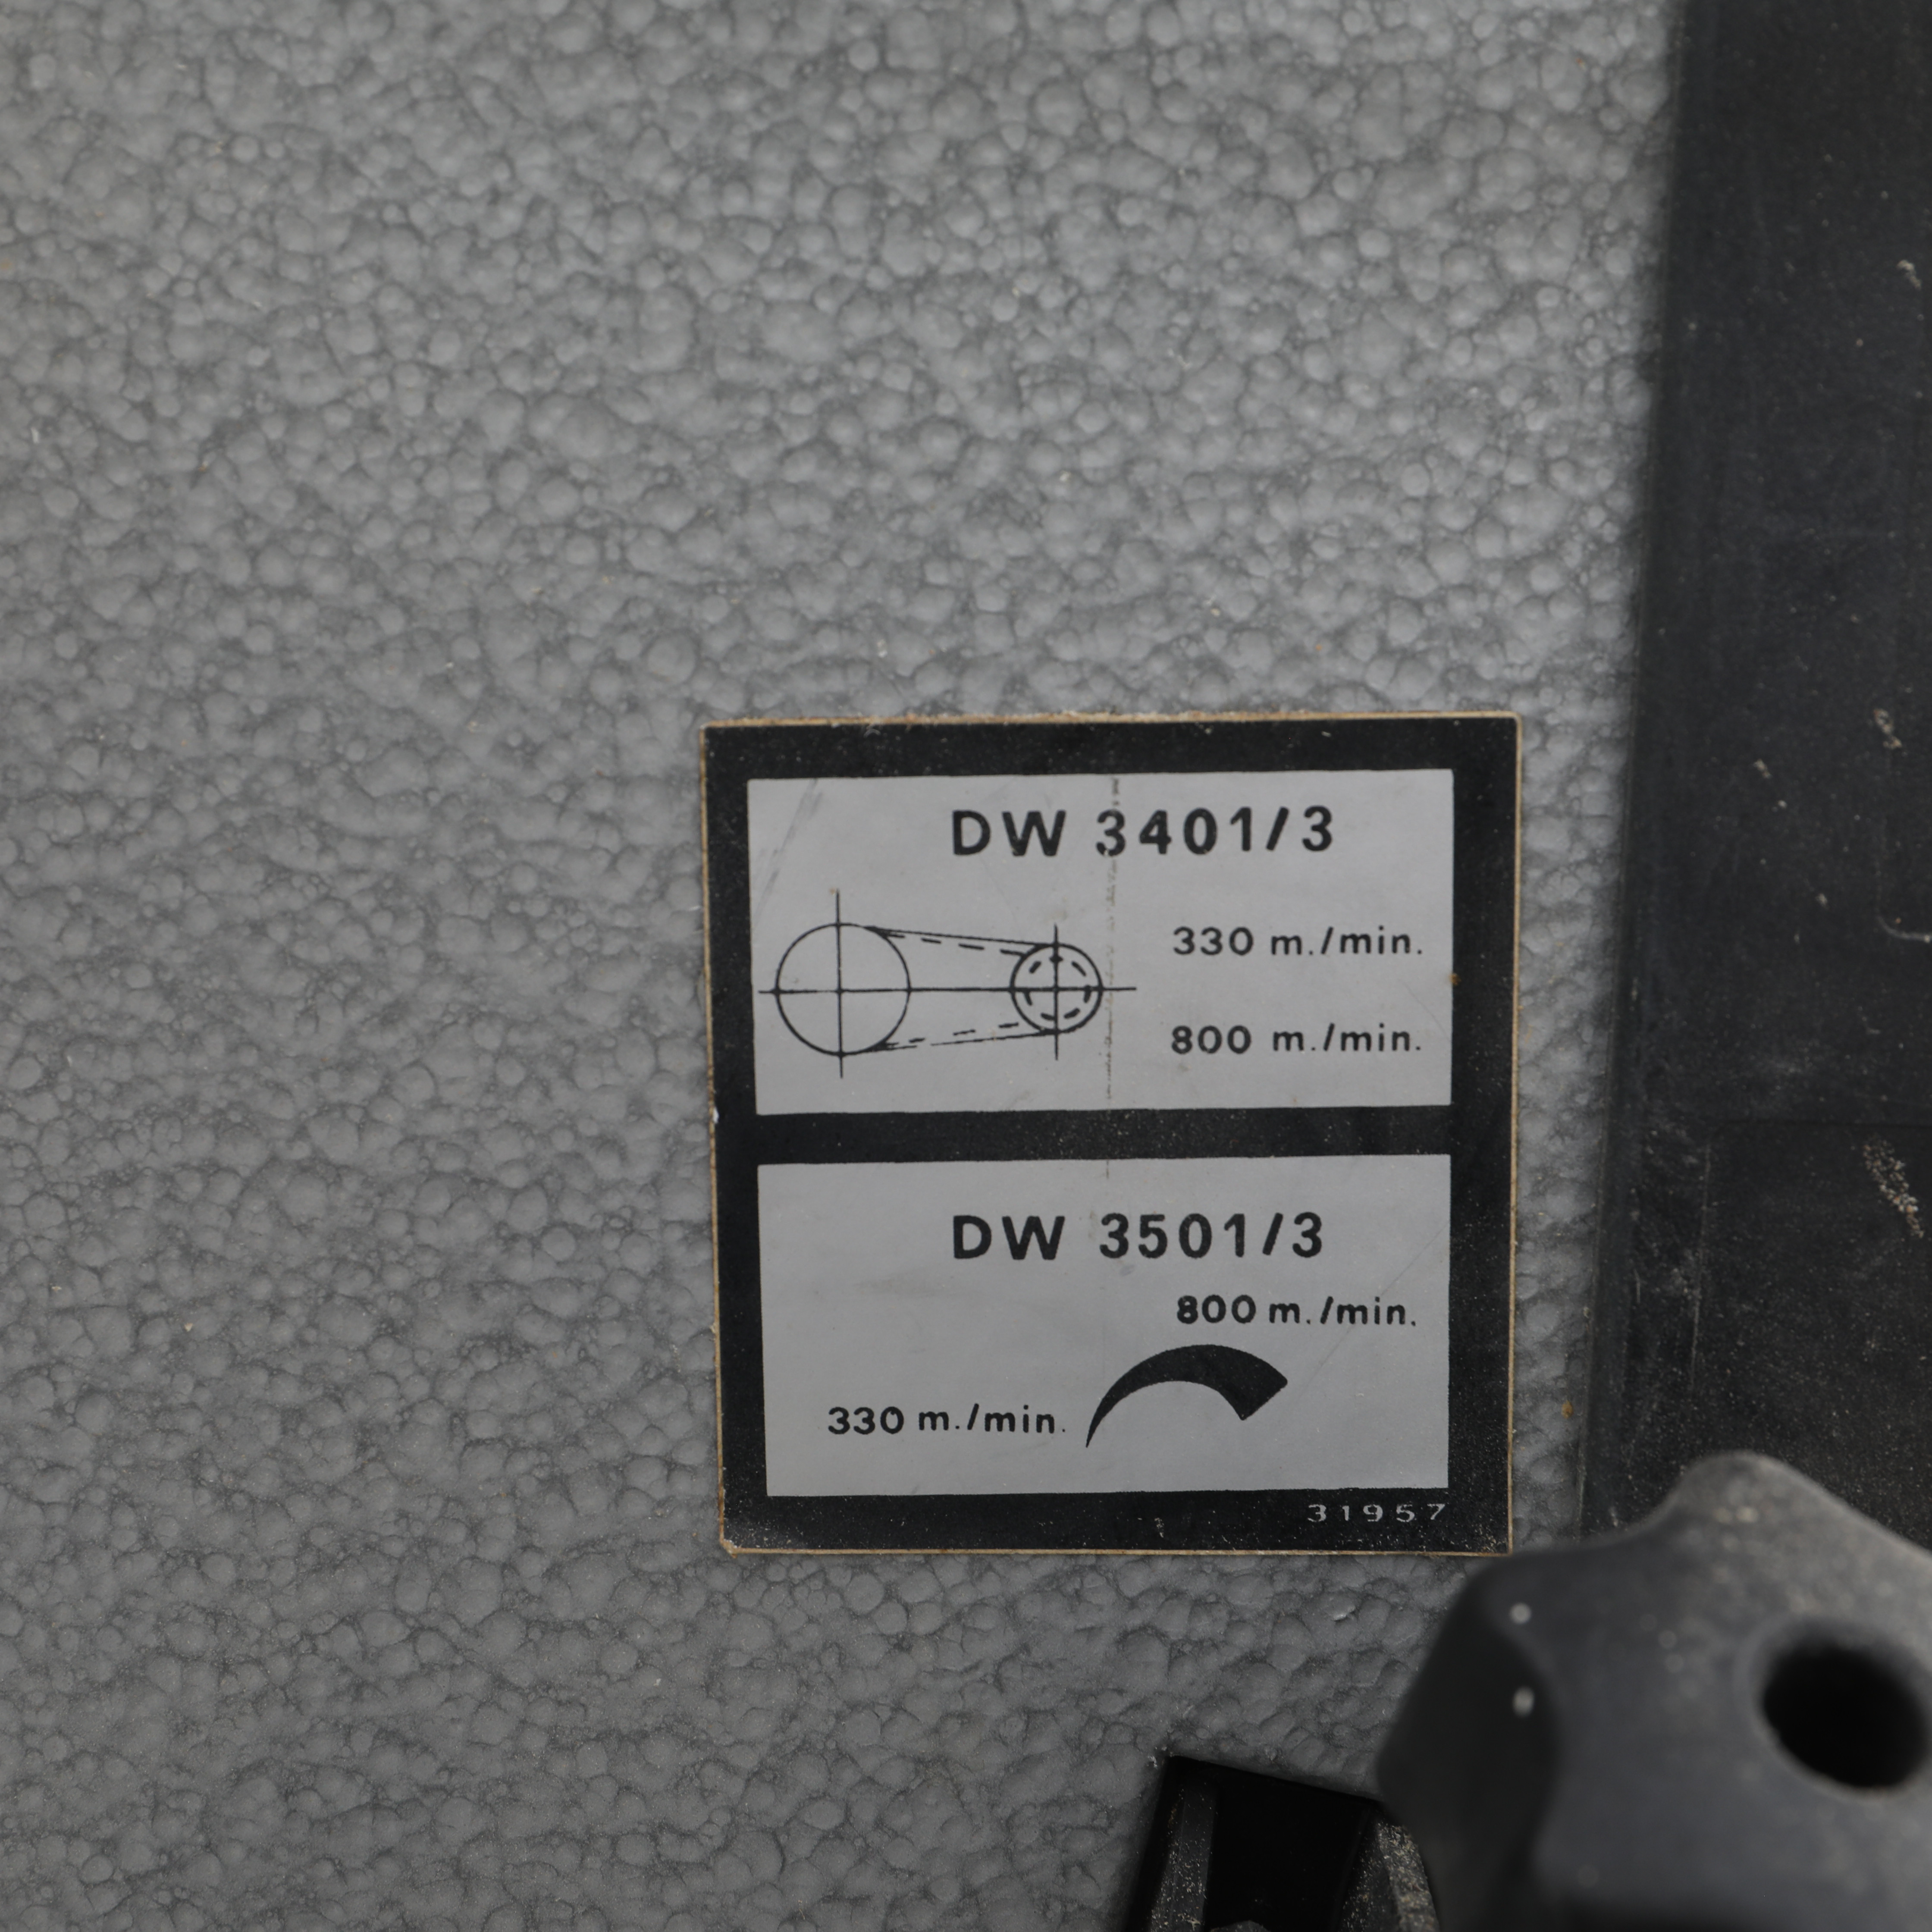 DW 3401/3
330 m./min.
800 m./min.
DW 3501/3
800 m./min.
330 m./min.
31957